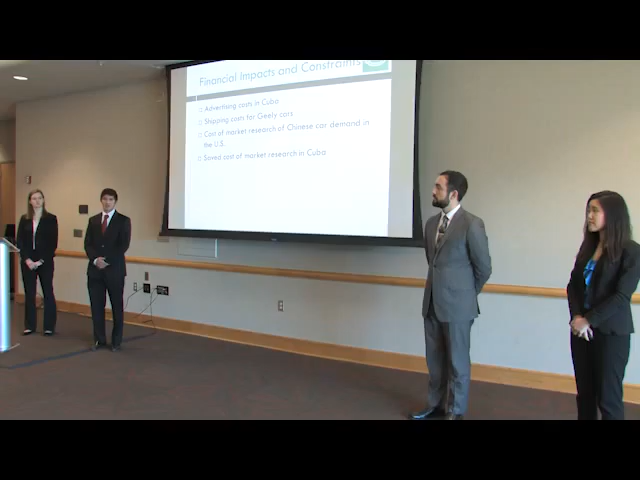 Financial Impacts and Constraints
Advertising costs in Cuba
Shipping costs for Geely cars
Cost of market research of Chinese car demand in
the U.S.
Saved cost of market research in Cuba